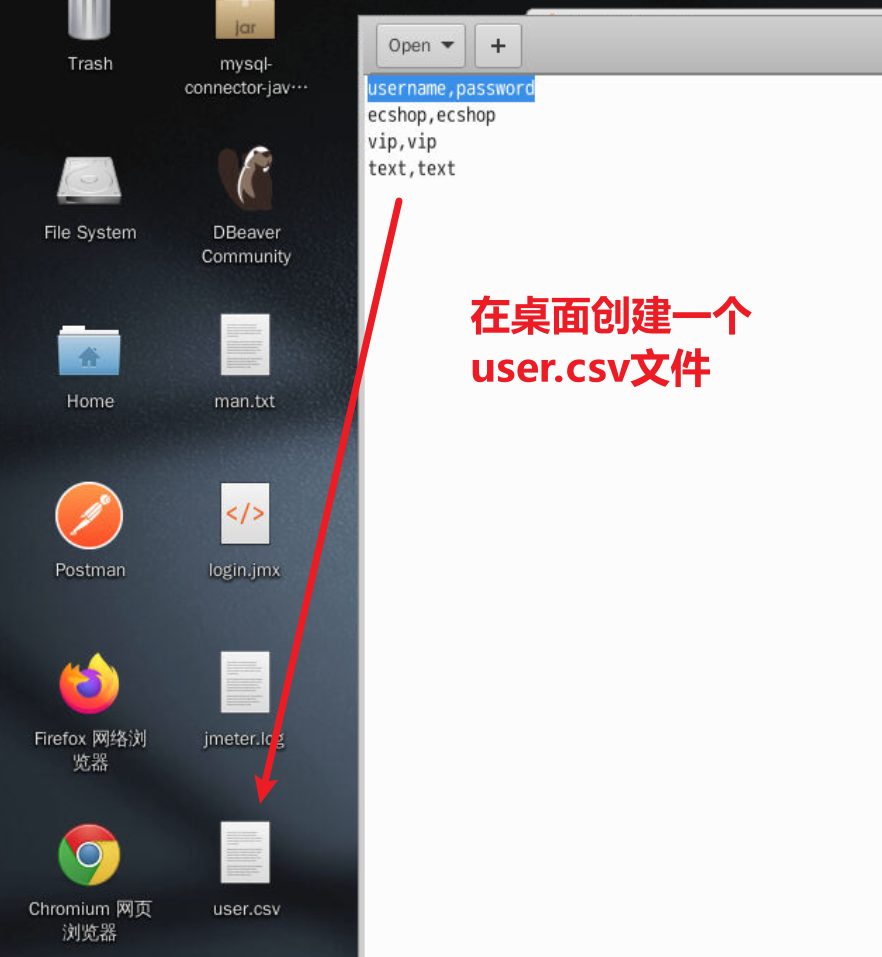 jar
Trash
mysql-
connector-jav…
File System
DBeaver
Community
Home
man.txt
</>
Postman
login.jmx
Firefox 网络浏
览器
jmeter.log
Chromium 网页
浏览器
user.csv
Open
+
username,password
ecshop,ecshop
vip,vip
text,text
在桌面创建一个
user.csv文件